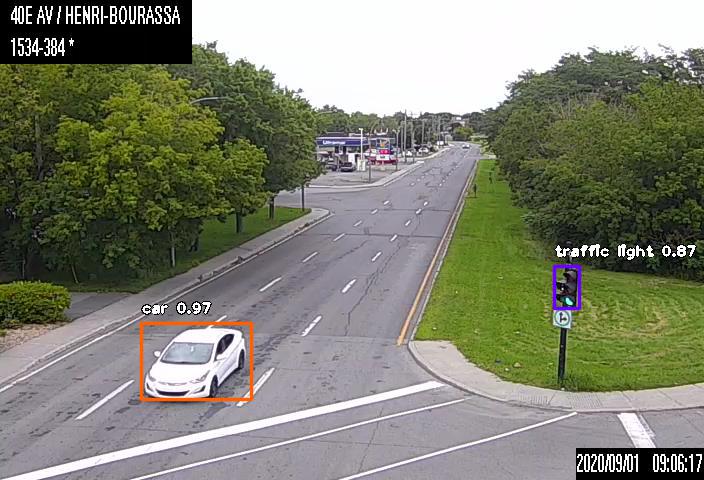 40E AV / HENRI-BOURASSA
1534-384 *
Ultramar
traffic light 0.87
car 0.97
2020/09/01 09:06:17